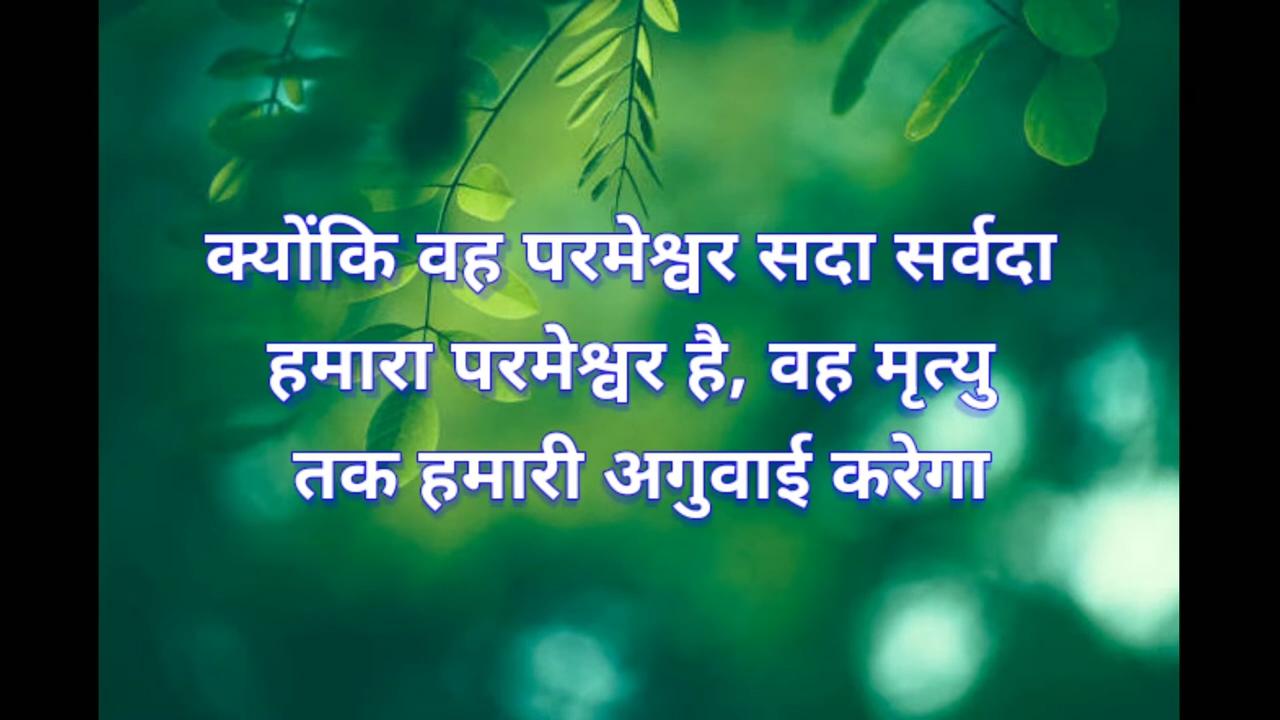 क्योंकि वह परमेश्वर सदा सर्वदा
हमारा परमेश्वर है, वह मृत्यु
तक हमारी अगुवाई करेगा